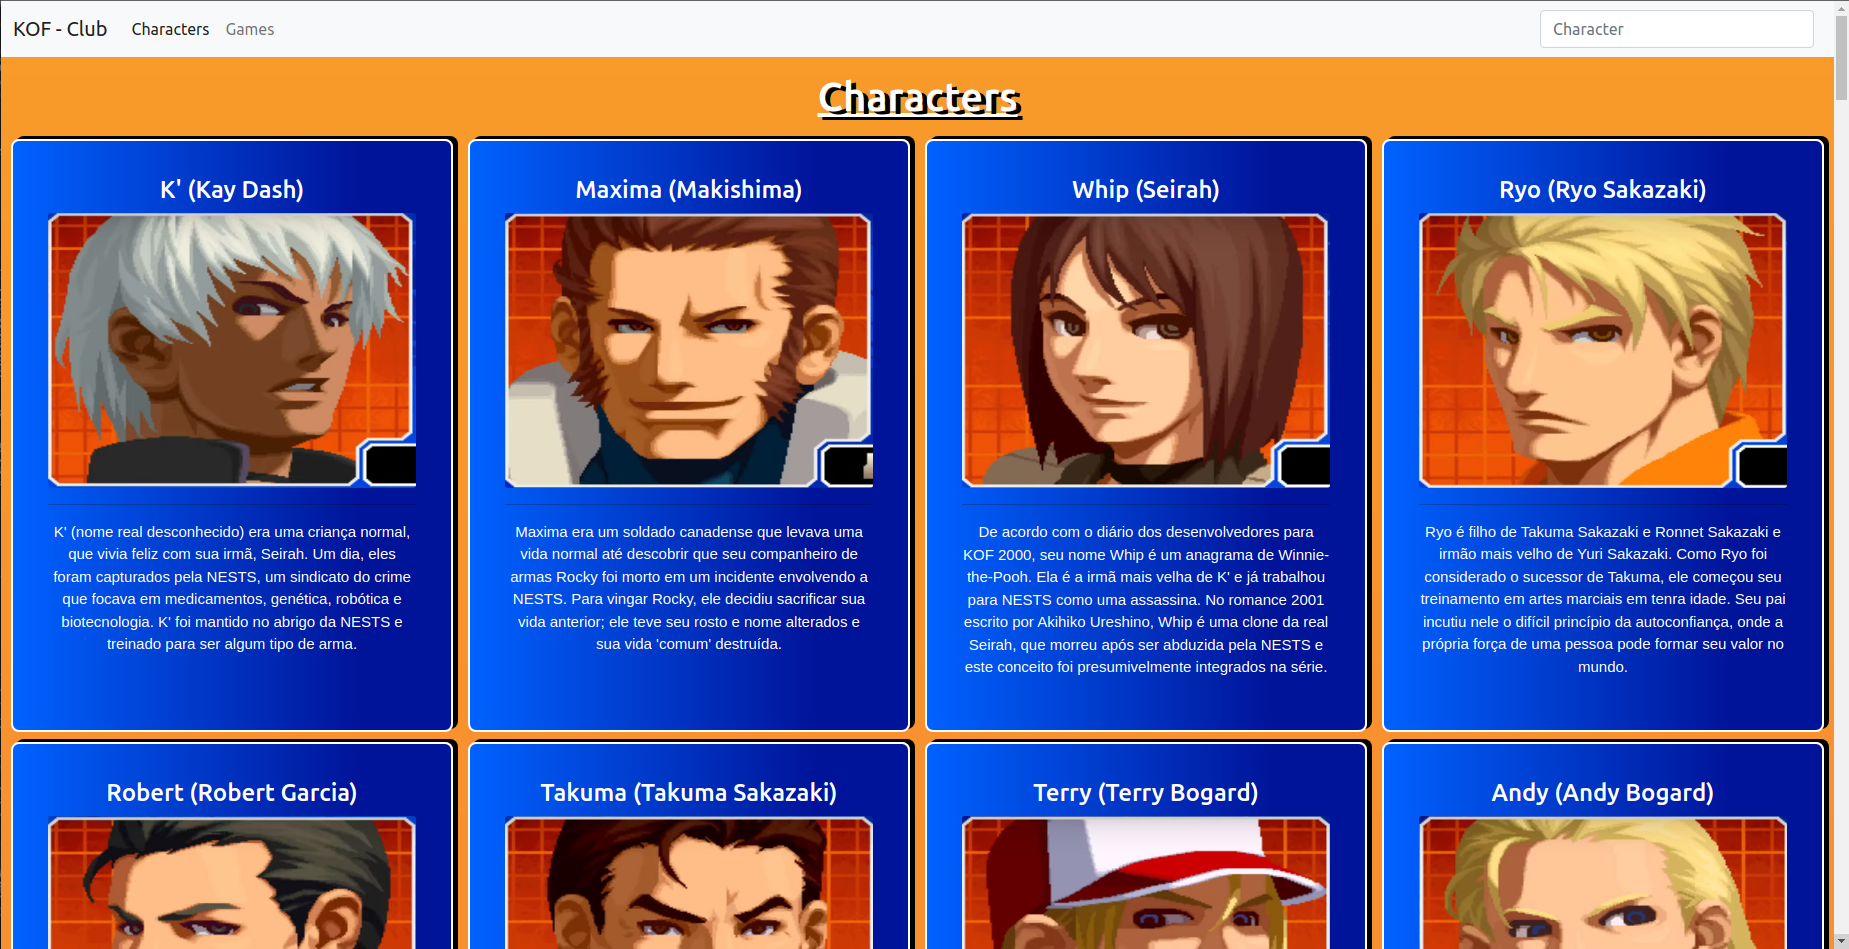 KOF - Club Characters Games Character
Characters
K' (Kay Dash)
K' (nome real desconhecido) era uma criança normal,
que vivia feliz com sua irmã, Seirah. Um dia, eles
foram capturados pela NESTS, um sindicato do crime
que focava em medicamentos, genética, robótica e
biotecnologia. K' foi mantido no abrigo da NESTS e
treinado para ser algum tipo de arma.
Maxima (Makishima)
Maxima era um soldado canadense que levava uma
vida normal até descobrir que seu companheiro de
armas Rocky foi morto em um incidente envolvendo a
NESTS. Para vingar Rocky, ele decidiu sacrificar sua
vida anterior; ele teve seu rosto e nome alterados e
sua vida 'comum' destruída.
Whip (Seirah)
De acordo com o diário dos desenvolvedores para
KOF 2000, seu nome Whip é um anagrama de Winnie-
the-Pooh. Ela é a irmã mais velha de K' e já trabalhou
para NESTS como uma assassina. No romance 2001
escrito por Akihiko Ureshino, Whip é uma clone da real
Seirah, que morreu após ser abduzida pela NESTS e
este conceito foi presumivelmente integrados na série.
Ryo (Ryo Sakazaki)
Ryo é filho de Takuma Sakazaki e Ronnet Sakazaki e
irmão mais velho de Yuri Sakazaki. Como Ryo foi
considerado o sucessor de Takuma, ele começou seu
treinamento em artes marciais em tenra idade. Seu pai
incutiu nele o difícil princípio da autoconfiança, onde a
própria força de uma pessoa pode formar seu valor no
mundo.
Robert (Robert Garcia)
Takuma (Takuma Sakazaki)
Terry (Terry Bogard)
Andy (Andy Bogard)